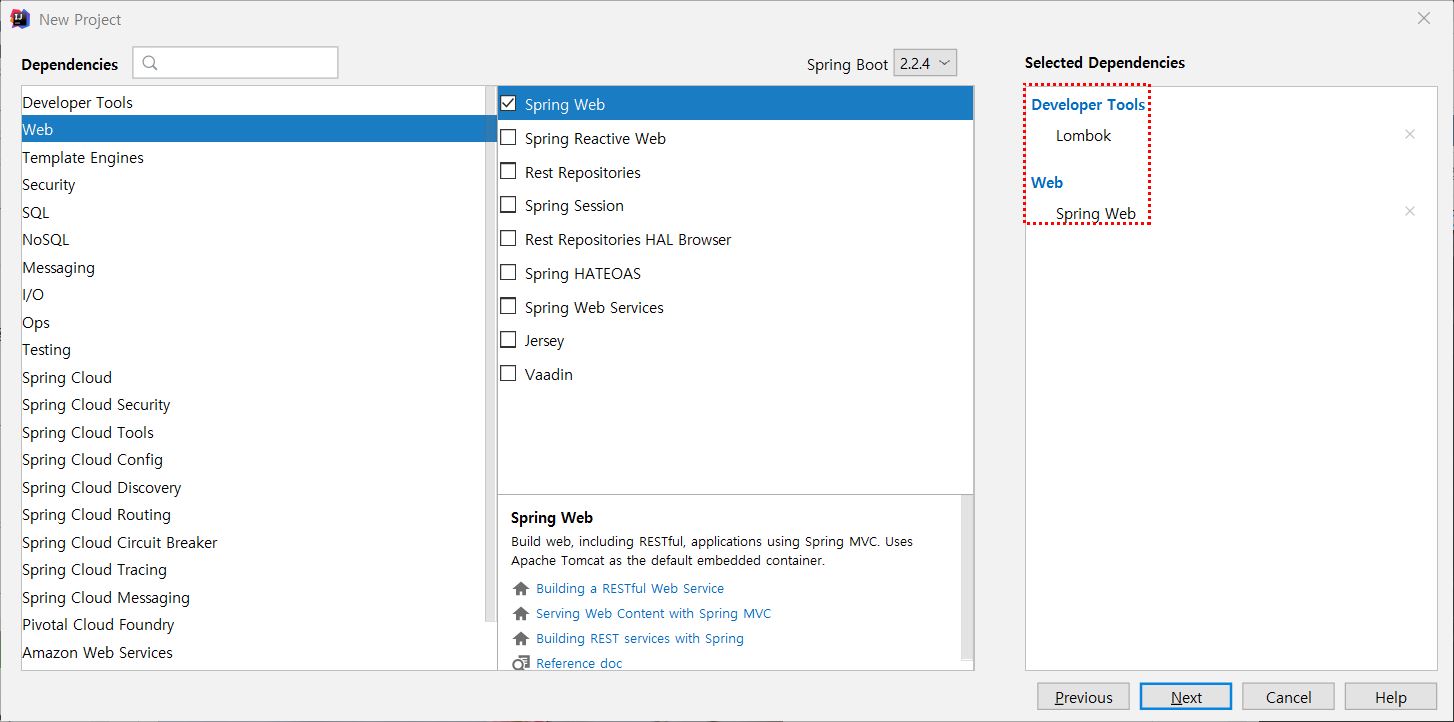 New Project
Dependencies
Spring Boot 2.2.4
Selected Dependencies
Developer Tools
Web
Template Engines
Security
SQL
NoSQL
Messaging
I/O
Ops
Testing
Spring Cloud
Spring Cloud Security
Spring Cloud Tools
Spring Cloud Config
Spring Cloud Discovery
Spring Cloud Routing
Spring Cloud Circuit Breaker
Spring Cloud Tracing
Spring Cloud Messaging
Pivotal Cloud Foundry
Amazon Web Services
Spring Web
Spring Reactive Web
Rest Repositories
Spring Session
Rest Repositories HAL Browser
Spring HATEOAS
Spring Web Services
Jersey
Vaadin
Spring Web
Build web, including RESTful, applications using Spring MVC. Uses
Apache Tomcat as the default embedded container.
Building a RESTful Web Service
Serving Web Content with Spring MVC
Building REST services with Spring
Reference doc
Developer Tools
Lombok
Web
Spring Web
Previous
Next
Cancel
Help